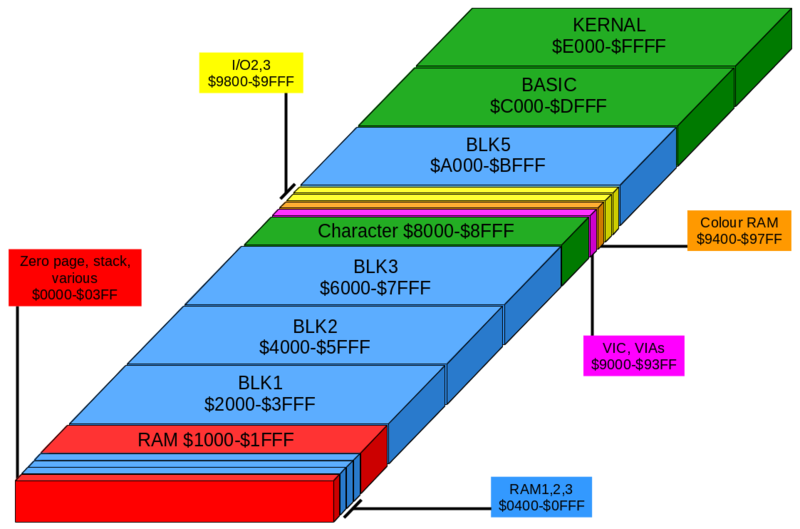 KERNAL
$E000-$FFFF
I/O2,3
$9800-$9FFF
BASIC
$C000-$DFFF
BLK5
$A000-$BFFF
Character $8000-$8FFF
Colour RAM
$9400-$97FF
Zero page, stack,
various
$0000-$03FF
BLK3
$6000-$7FFF
BLK2
$4000-$5FFF
VIC, VIAs
$9000-$93FF
BLK1
$2000-$3FFF
RAM $1000-$1FFF
RAM1,2,3
$0400-$0FFF